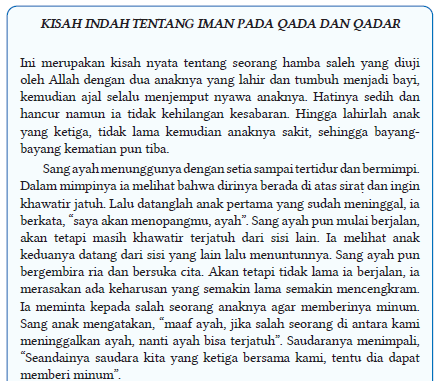 KISAH INDAH TENTANG IMAN PADA QADA DAN QADAR
Ini merupakan kisah nyata tentang seorang hamba saleh yang diuji
oleh Allah dengan dua anaknya yang lahir dan tumbuh menjadi bayi,
kemudian ajal selalu menjemput nyawa anaknya. Hatinya sedih dan
hancur namun ia tidak kehilangan kesabaran. Hingga lahirlah anak
yang ketiga, tidak lama kemudian anaknya sakit, sehingga bayang-
bayang kematian pun tiba.
Sang ayah menunggunya dengan setia sampai tertidur dan bermimpi.
Dalam mimpinya ia melihat bahwa dirinya berada di atas siraṭ dan ingin
khawatir jatuh. Lalu datanglah anak pertama yang sudah meninggal, ia
berkata, “saya akan menopangmu, ayah”. Sang ayah pun mulai berjalan,
akan tetapi masih khawatir terjatuh dari sisi lain. Ia melihat anak
keduanya datang dari sisi yang lain lalu menuntunnya. Sang ayah pun
bergembira ria dan bersuka cita. Akan tetapi tidak lama ia berjalan, ia
merasakan ada keharusan yang semakin lama semakin mencengkram.
Ia meminta kepada salah seorang anaknya agar memberinya minum.
Sang anak mengatakan, “maaf ayah, jika salah seorang di antara kami
meninggalkan ayah, nanti ayah bisa terjatuh”. Saudaranya menimpali,
“Seandainya saudara kita yang ketiga bersama kami, tentu dia dapat
memberi minum”.